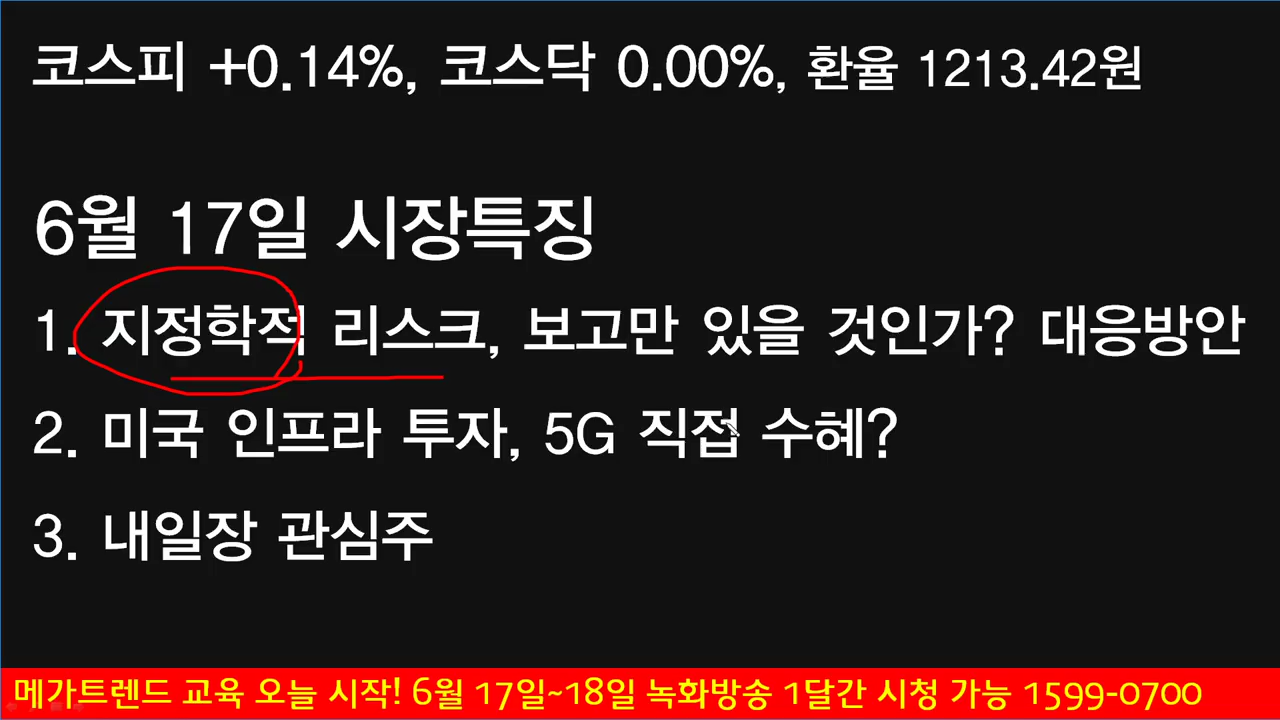 코스피 +0.14%, 코스닥 0.00%, 환율 1213.42원
6월 17일 시장특징
1. 지정학적 리스크, 보고만 있을 것인가? 대응방안
2. 미국 인프라 투자, 5G 직접 수혜?
3. 내일장 관심주
메가트렌드 교육 오늘 시작! 6월 17일~18일 녹화방송 1달간 시청 가능 1599-0700